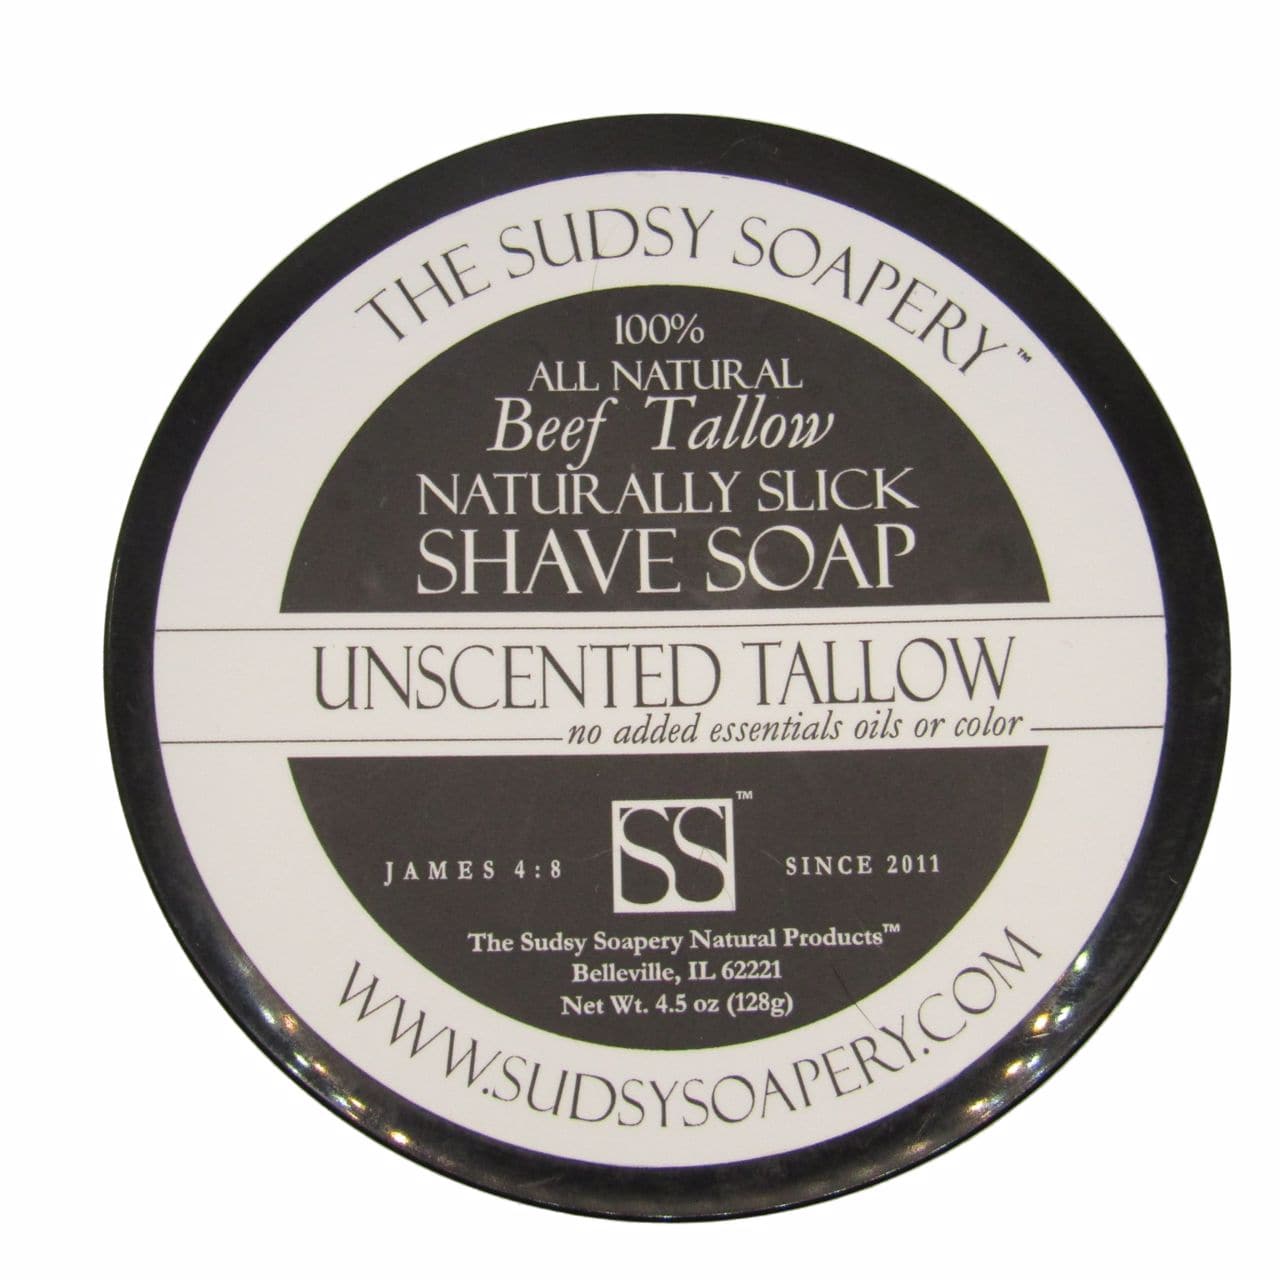 THE SUDSY SOAPERY™
100%
ALL NATURAL
Beef Tallow
NATURALLY SLICK
SHAVE SOAP
UNSCENTED TALLOW
no added essentials oils or color
SS™
JAMES 4:8
SINCE 2011
The Sudsy Soapery Natural Products™
Belleville, IL 62221
Net Wt. 4.5 oz (128g)
WWW.SUDSYSOAPERY.COM